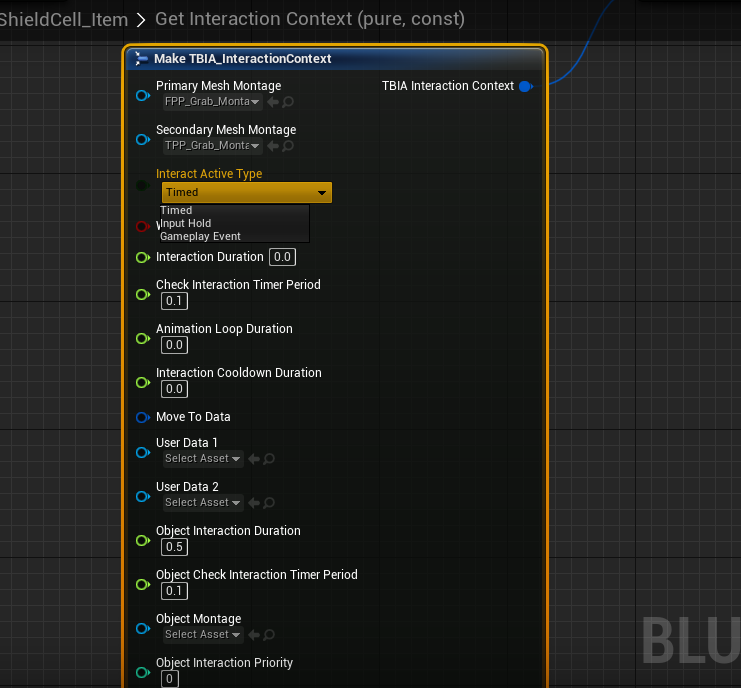 ShieldCell_Item > Get Interaction Context (pure, const)
Make TBIA_InteractionContext
Primary Mesh Montage
TBIA Interaction Context
FPP_Grab_Monta
Secondary Mesh Montage
TPP_Grab_Monta
Interact Active Type
Timed
Timed
Input Hold
Gameplay Event
Interaction Duration 0.0
Check Interaction Timer Period
0.1
Animation Loop Duration
0.0
Interaction Cooldown Duration
0.0
Move To Data
User Data 1
Select Asset
User Data 2
Select Asset
Object Interaction Duration
0.5
Object Check Interaction Timer Period
0.1
Object Montage
Select Asset
Object Interaction Priority
0
BLU